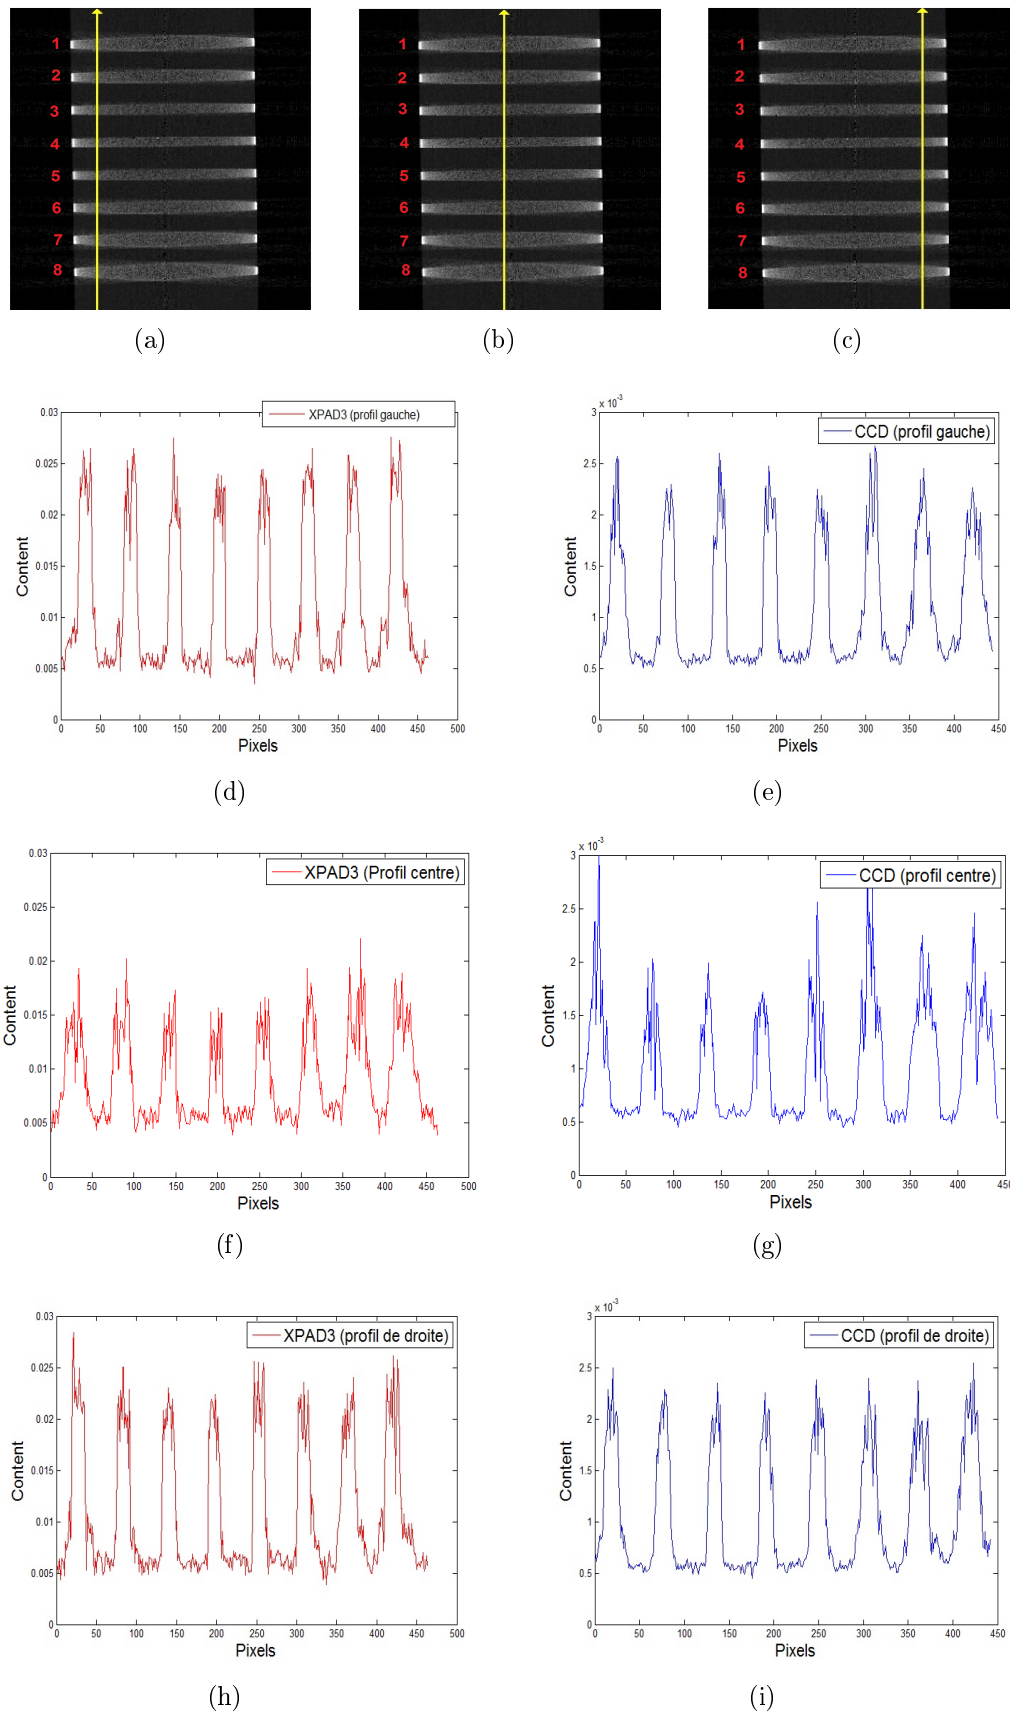 1
2
3
4
5
6
7
8
1
2
3
4
5
6
7
8
1
2
3
4
5
6
7
8
(a)
(b)
(c)
XPAD3 (profil gauche)
0.03
0.025
0.02
0.015
0.01
0.005
0
Content
0 50 100 150 200 250 300 350 400 450 500
Pixels
(d)
x 10⁻³
CCD (profil gauche)
3
2.5
2
1.5
1
0.5
0
Content
0 50 100 150 200 250 300 350 400 450
Pixels
(e)
XPAD3 (Profil centre)
0.03
0.025
0.02
0.015
0.01
0.005
0
Content
0 50 100 150 200 250 300 350 400 450 500
Pixels
(f)
x 10⁻³
CCD (profil centre)
3
2.5
2
1.5
1
0.5
0
Content
0 50 100 150 200 250 300 350 400 450
Pixels
(g)
XPAD3 (profil de droite)
0.03
0.025
0.02
0.015
0.01
0.005
0
Content
0 50 100 150 200 250 300 350 400 450 500
Pixels
(h)
x 10⁻³
CCD (profil de droite)
3
2.5
2
1.5
1
0.5
0
Content
0 50 100 150 200 250 300 350 400 450
Pixels
(i)